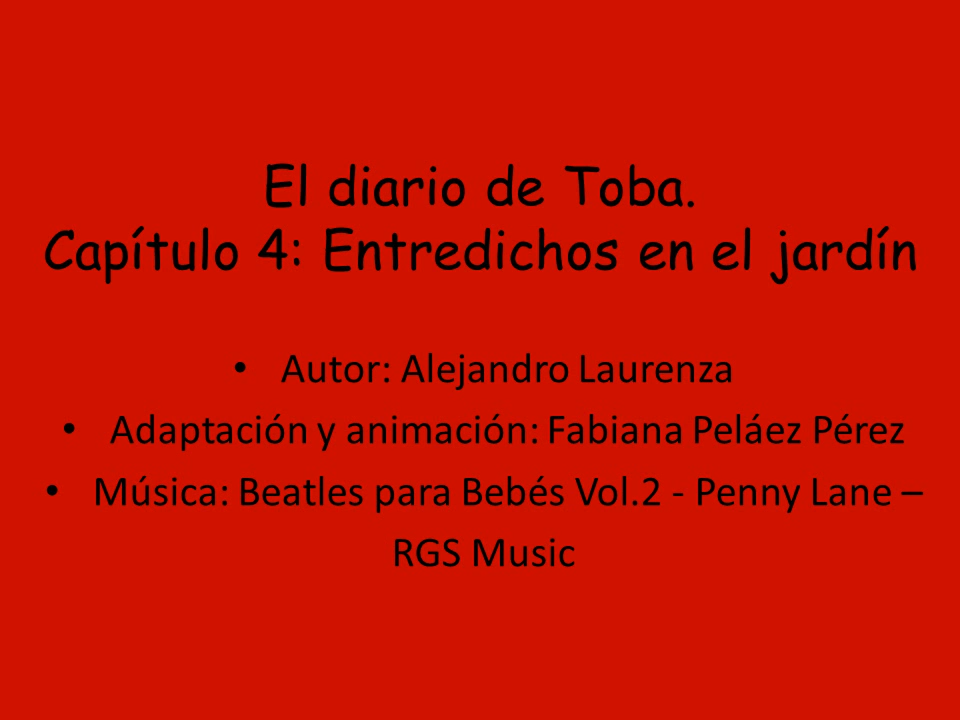 El diario de Toba.
Capítulo 4: Entredichos en el jardín
• Autor: Alejandro Laurenza
• Adaptación y animación: Fabiana Peláez Pérez
• Música: Beatles para Bebés Vol.2 - Penny Lane –
RGS Music